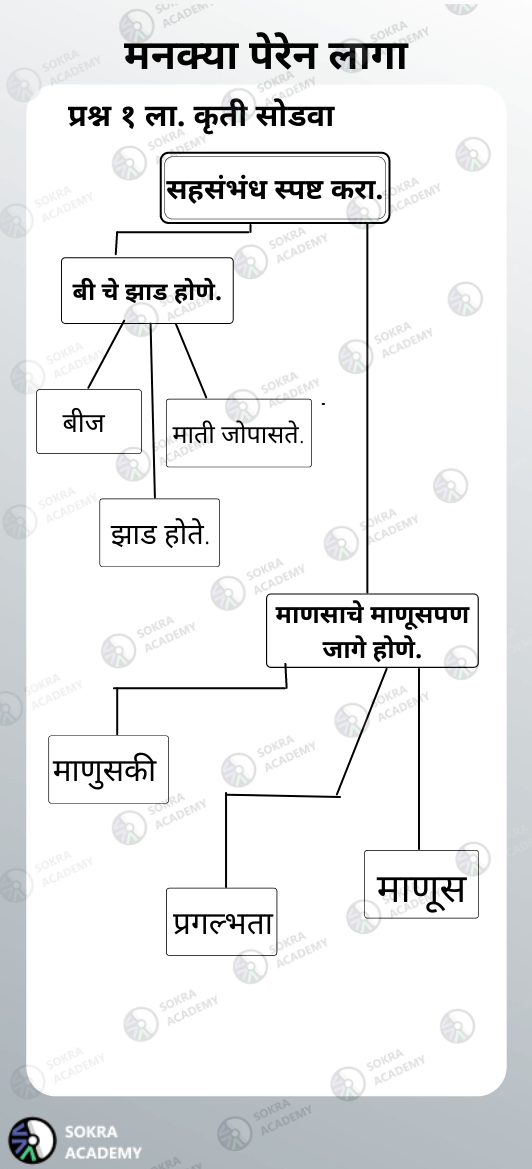 मनक्या पेरेन लागा
प्रश्न १ ला. कृती सोडवा
सहसंभंध स्पष्ट करा.
बी चे झाड होणे.
बीज
माती जोपासते.
झाड होते.
माणसाचे माणूसपण
जागे होणे.
माणुसकी
प्रगल्भता
माणूस
SOKRA
ACADEMY